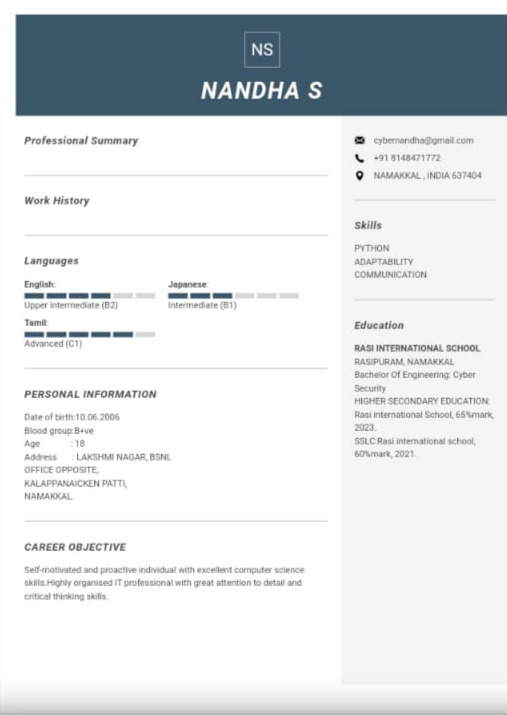 NS
NANDHA S
Professional Summary
Work History
Languages
English:
Upper intermediate (B2)
Japanese:
Intermediate (B1)
Tamil:
Advanced (C1)
PERSONAL INFORMATION
Date of birth:10.06.2006
Blood group:B+ve
Age : 18
Address : LAKSHMI NAGAR, BSNL
OFFICE OPPOSITE,
KALAPPANAICKEN PATTI,
NAMAKKAL.
CAREER OBJECTIVE
Self-motivated and proactive individual with excellent computer science
skills.Highly organised IT professional with great attention to detail and
critical thinking skills.
cybernandha@gmail.com
+91 8148471772
NAMAKKAL , INDIA 637404
Skills
PYTHON
ADAPTABILITY
COMMUNICATION
Education
RASI INTERNATIONAL SCHOOL
RASIPURAM, NAMAKKAL
Bachelor Of Engineering: Cyber
Security
HIGHER SECONDARY EDUCATION:
Rasi international School, 65%mark,
2023.
SSLC:Rasi international school,
60%mark, 2021.